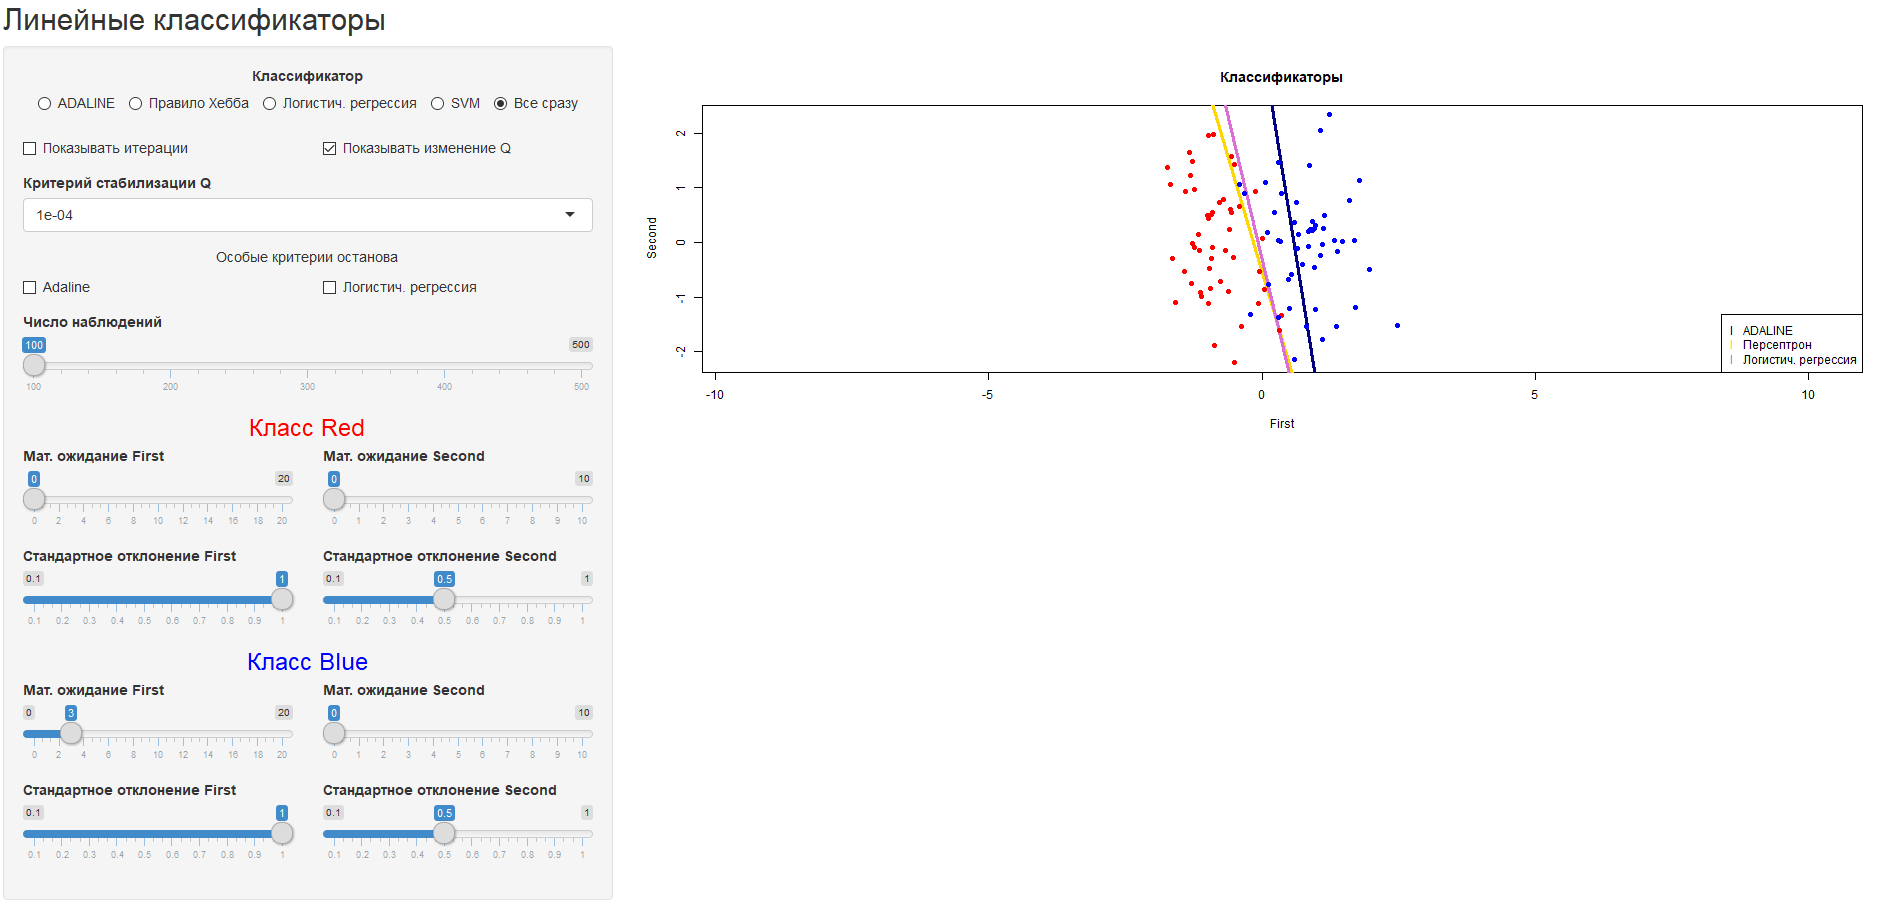 Линейные классификаторы
Классификатор
ADALINE Правило Хебба Логистич. регрессия SVM Все сразу
Показывать итерации Показывать изменение Q
Критерий стабилизации Q
1e-04
Особые критерии останова
Adaline Логистич. регрессия
Число наблюдений
100 500
100 200 300 400 500
Класс Red
Мат. ожидание First Мат. ожидание Second
0 20 0 10
0 2 4 6 8 10 12 14 16 18 20 0 1 2 3 4 5 6 7 8 9 10
Стандартное отклонение First Стандартное отклонение Second
0.1 1 0.1 0.5 1
0.1 0.2 0.3 0.4 0.5 0.6 0.7 0.8 0.9 1 0.1 0.2 0.3 0.4 0.5 0.6 0.7 0.8 0.9 1
Класс Blue
Мат. ожидание First Мат. ожидание Second
0 3 20 0 10
0 2 4 6 8 10 12 14 16 18 20 0 1 2 3 4 5 6 7 8 9 10
Стандартное отклонение First Стандартное отклонение Second
0.1 1 0.1 0.5 1
0.1 0.2 0.3 0.4 0.5 0.6 0.7 0.8 0.9 1 0.1 0.2 0.3 0.4 0.5 0.6 0.7 0.8 0.9 1
Классификаторы
Second
2
1
0
-1
-2
ADALINE
Персептрон
Логистич. регрессия
-10 -5 0 5 10
First